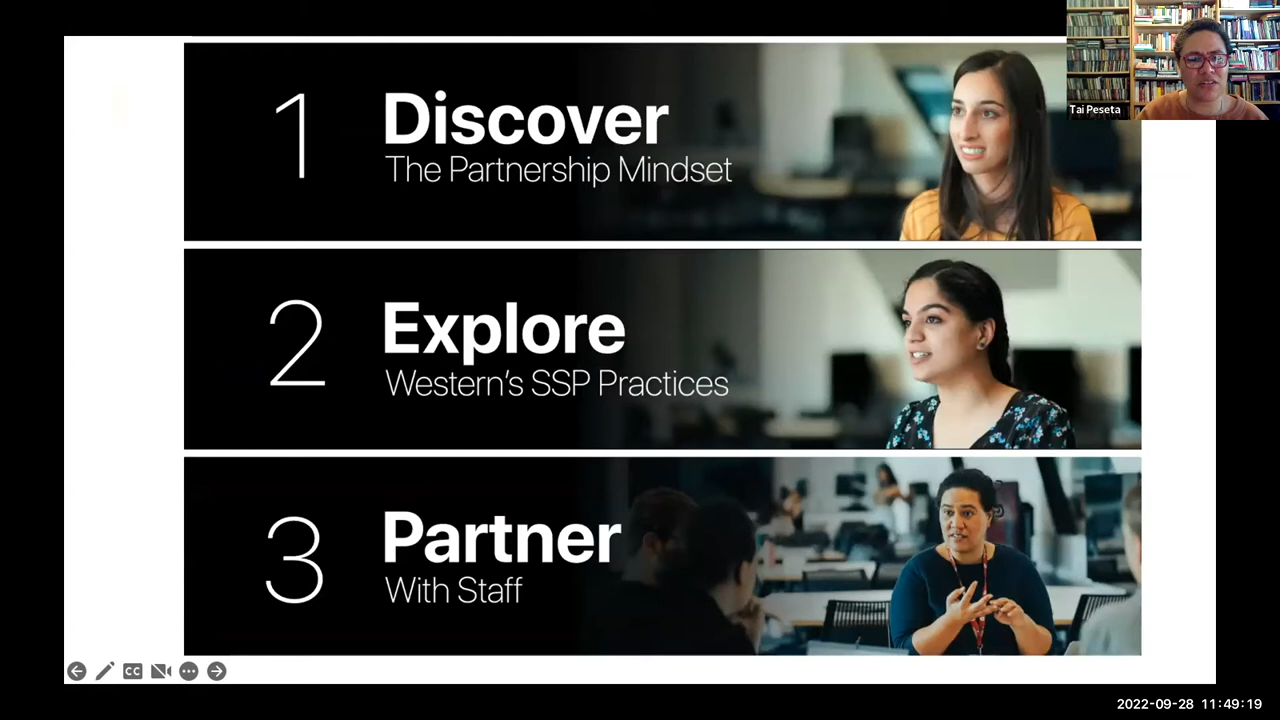 Tai Peseta
1
Discover
The Partnership Mindset
2
Explore
Western's SSP Practices
3
Partner
With Staff
CC
2022-09-28 11:49:19